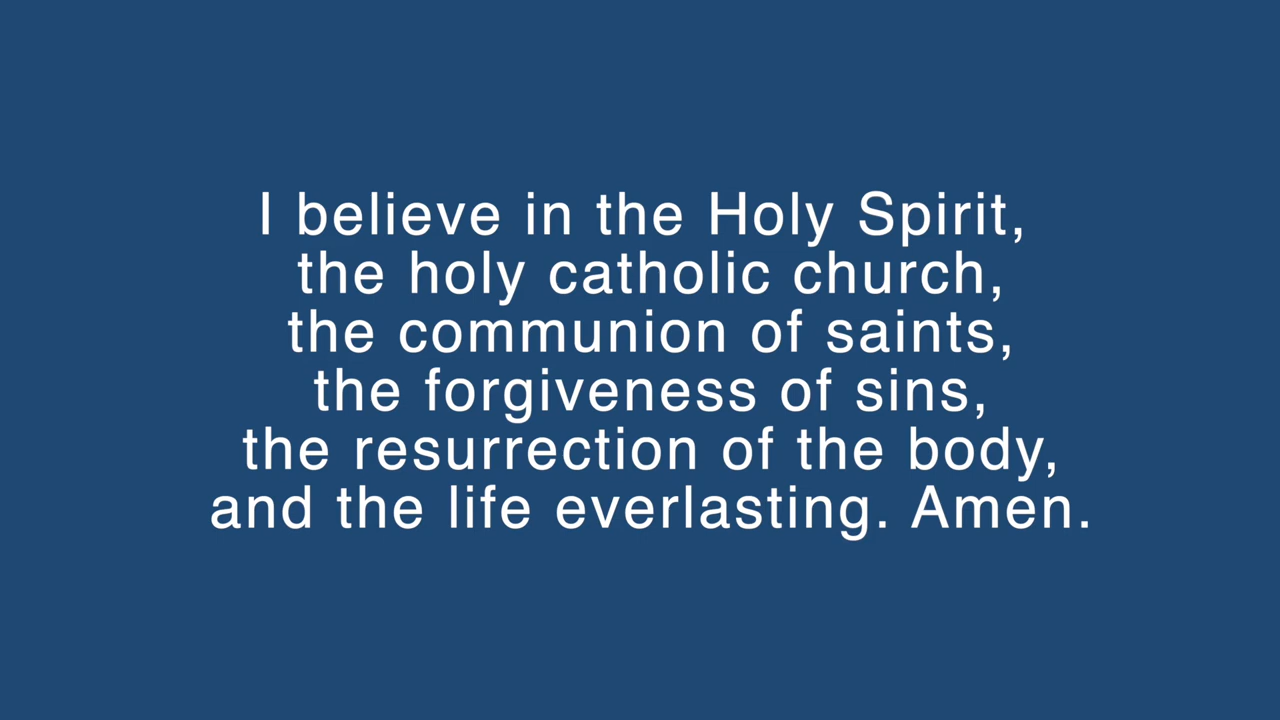 I believe in the Holy Spirit,
the holy catholic church,
the communion of saints,
the forgiveness of sins,
the resurrection of the body,
and the life everlasting. Amen.